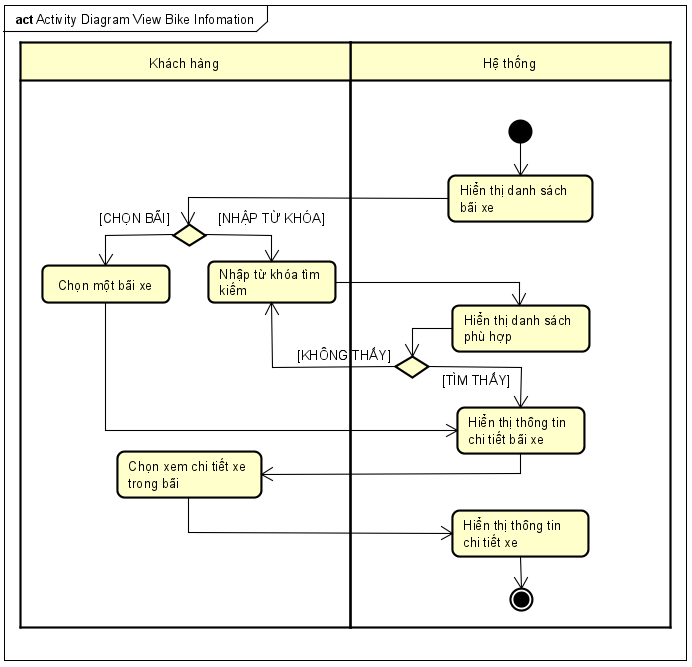 act Activity Diagram View Bike Infomation
Khách hàng
Hệ thống
Hiển thị danh sách
bãi xe
[CHỌN BÃI]
[NHẬP TỪ KHÓA]
Chọn một bãi xe
Nhập từ khóa tìm
kiếm
Hiển thị danh sách
phù hợp
[KHÔNG THẤY]
[TÌM THẤY]
Hiển thị thông tin
chi tiết bãi xe
Chọn xem chi tiết xe
trong bãi
Hiển thị thông tin
chi tiết xe